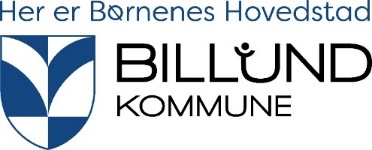 Her er Børnenes Hovedstad
BILLUND
KOMMUNE